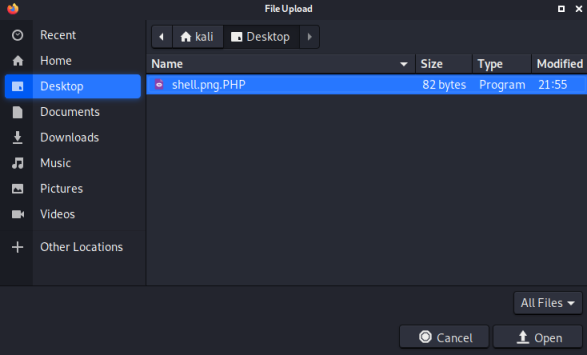 File Upload
Recent
kali Desktop
Home
Name Size Type Modified
Desktop
shell.png.PHP 82 bytes Program 21:55
Documents
Downloads
Music
Pictures
Videos
Other Locations
All Files
Cancel Open